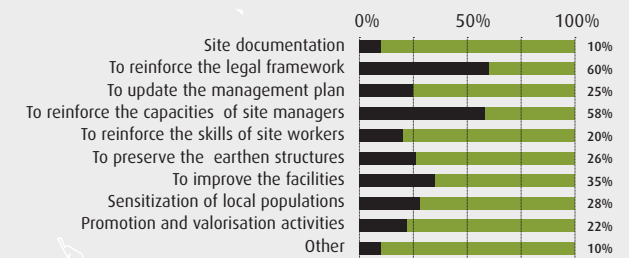 0% 50% 100%
Site documentation 10%
To reinforce the legal framework 60%
To update the management plan 25%
To reinforce the capacities of site managers 58%
To reinforce the skills of site workers 20%
To preserve the earthen structures 26%
To improve the facilities 35%
Sensitization of local populations 28%
Promotion and valorisation activities 22%
Other 10%